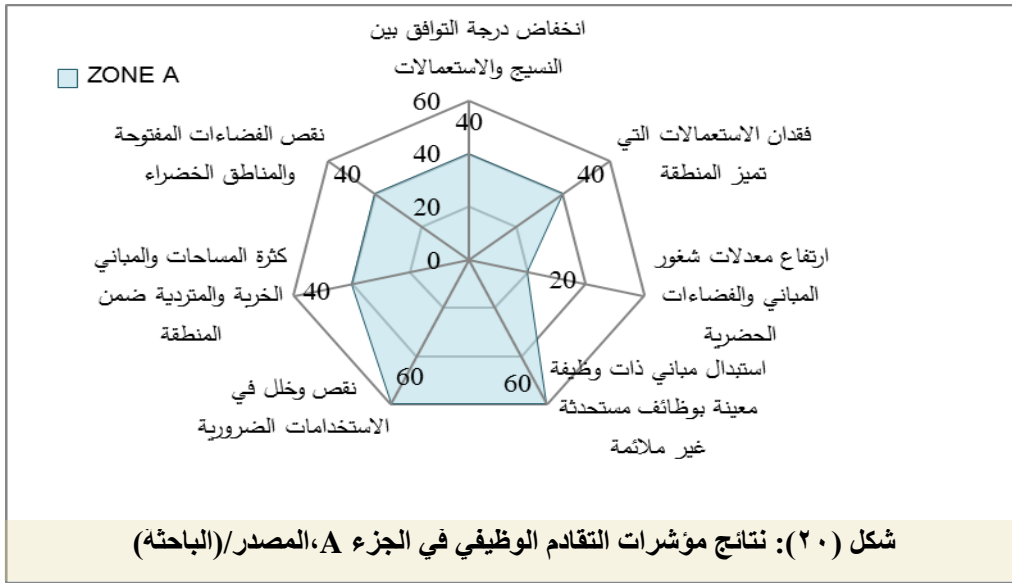 انخفاض درجة التوافق بين
النسيج والاستعمالات
ZONE A
60
40
40
20
0
فقدان الاستعمالات التي
تميز المنطقة
40
ارتفاع معدلات شغور
المباني والفضاءات
الحضرية
20
استبدال مباني ذات وظيفة
معينة بوظائف مستحدثة
غير ملائمة
60
نقص وخلل في
الاستخدامات الضرورية
60
كثرة المساحات والمباني
الخربة والمتردية ضمن
المنطقة
40
نقص الفضاءات المفتوحة
والمناطق الخضراء
40
شكل (٢٠): نتائج مؤشرات التقادم الوظيفي في الجزء A،المصدر/(الباحثة)